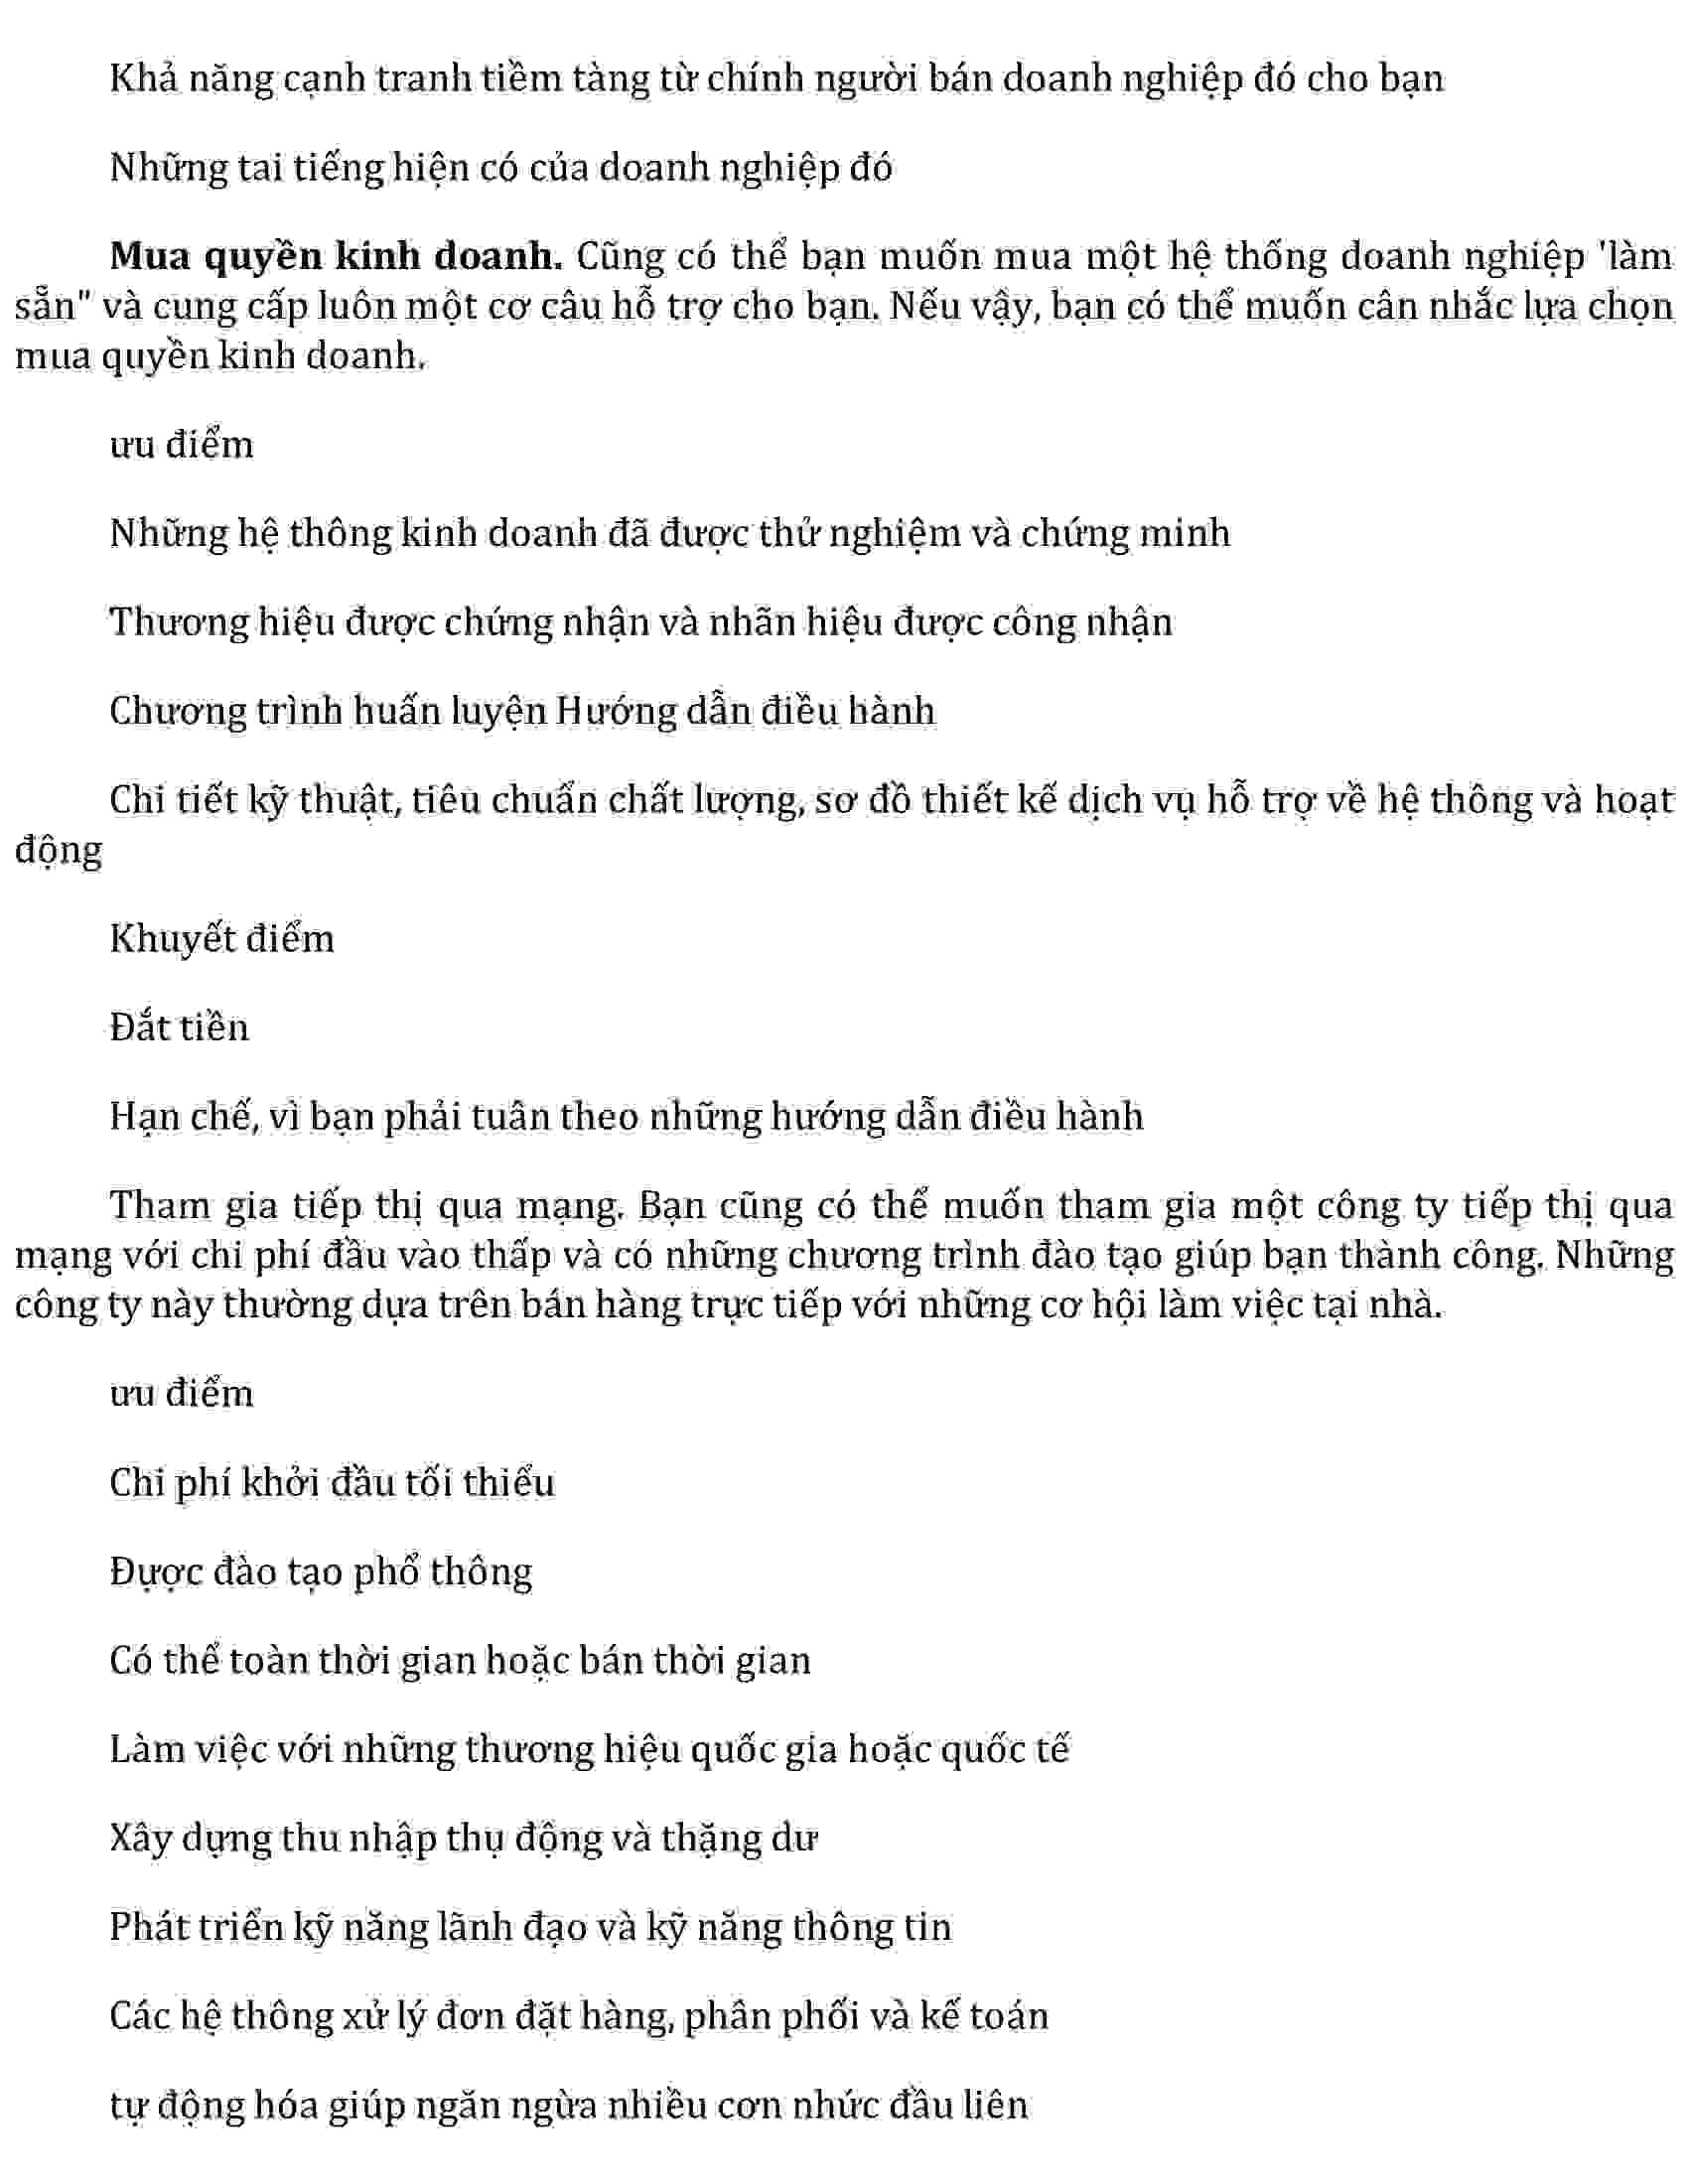 Khả năng cạnh tranh tiềm tàng từ chính người bán doanh nghiệp đó cho bạn
Những tai tiếng hiện có của doanh nghiệp đó
Mua quyền kinh doanh. Cũng có thể bạn muốn mua một hệ thống doanh nghiệp 'làm
sẵn" và cung cấp luôn một cơ câu hỗ trợ cho bạn. Nếu vậy, bạn có thể muốn cân nhắc lựa chọn
mua quyền kinh doanh.
ưu điểm
Những hệ thông kinh doanh đã được thử nghiệm và chứng minh
Thương hiệu được chứng nhận và nhãn hiệu được công nhận
Chương trình huấn luyện Hướng dẫn điều hành
Chi tiết kỹ thuật, tiêu chuẩn chất lượng, sơ đồ thiết kế dịch vụ hỗ trợ về hệ thông và hoạt
động
Khuyết điểm
Đắt tiền
Hạn chế, vì bạn phải tuân theo những hướng dẫn điều hành
Tham gia tiếp thị qua mạng. Bạn cũng có thể muốn tham gia một công ty tiếp thị qua
mạng với chi phí đầu vào thấp và có những chương trình đào tạo giúp bạn thành công. Những
công ty này thường dựa trên bán hàng trực tiếp với những cơ hội làm việc tại nhà.
ưu điểm
Chi phí khởi đầu tối thiểu
Đựợc đào tạo phổ thông
Có thể toàn thời gian hoặc bán thời gian
Làm việc với những thương hiệu quốc gia hoặc quốc tế
Xây dựng thu nhập thụ động và thặng dư
Phát triển kỹ năng lãnh đạo và kỹ năng thông tin
Các hệ thông xử lý đơn đặt hàng, phân phối và kế toán
tự động hóa giúp ngăn ngừa nhiều cơn nhức đầu liên